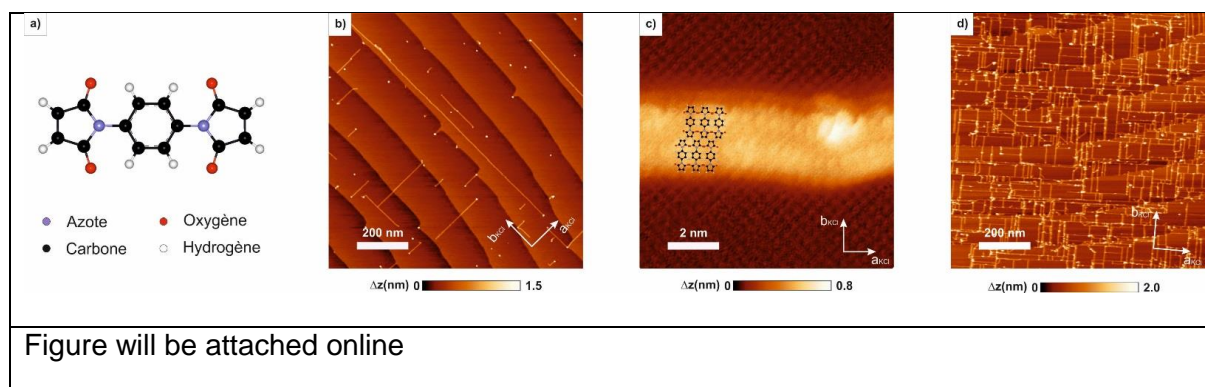 a)
b)
c)
d)
Azote
Oxygène
Carbone
Hydrogène
200 nm
bKCl
aKCl
Δz(nm) 0 1.5
2 nm
bKCl
aKCl
Δz(nm) 0 0.8
200 nm
bKCl
aKCl
Δz(nm) 0 2.0
Figure will be attached online